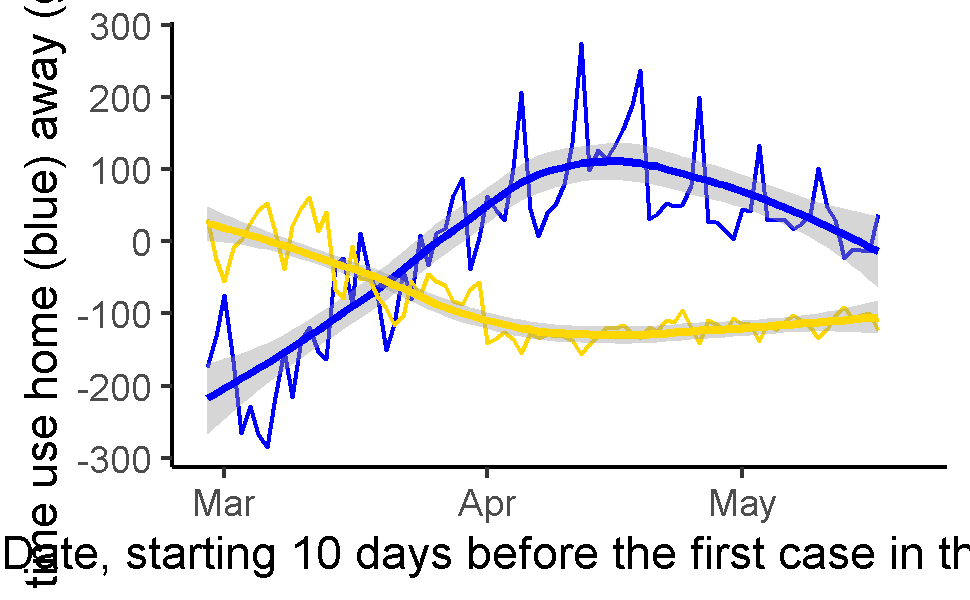 time use home (blue) away (
300
200
100
0
-100
-200
-300
Mar Apr May
Date, starting 10 days before the first case in th